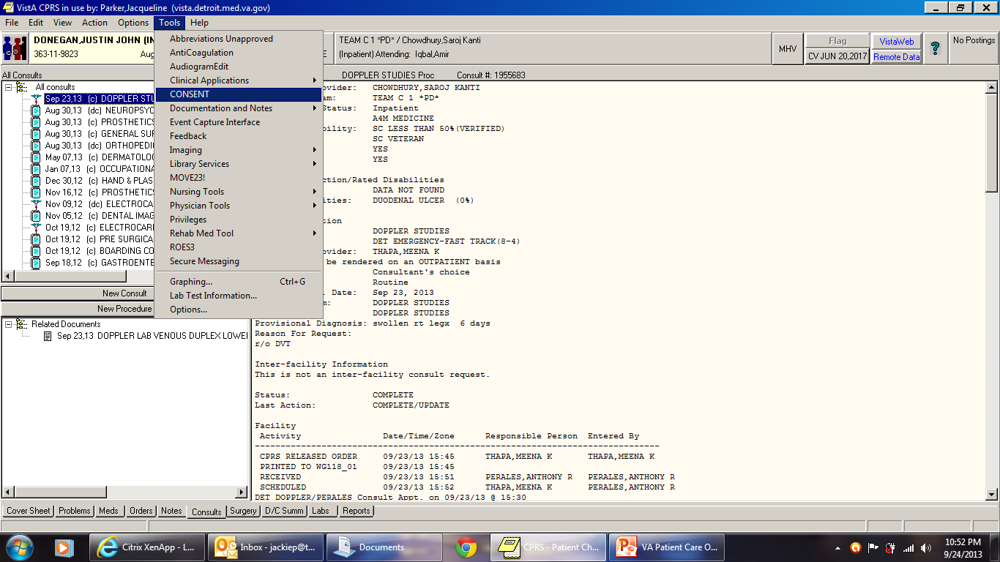 VistA CPRS in use by: Parker,Jacqueline (vista.detroit.med.va.gov)
File Edit View Action Options Tools Help
DONEGAN,JUSTIN JOHN (IN
363-11-9823 Aug
E
TEAM C 1 *PD* / Chowdhury,Saroj Kanti
(Inpatient) Attending: Iqbal,Amir
MHV
Flag
CV JUN 20,2017
VistaWeb
Remote Data
?
No Postings
Abbreviations Unapproved
AntiCoagulation
AudiogramEdit
Clinical Applications
CONSENT
Documentation and Notes
Event Capture Interface
Feedback
Imaging
Library Services
MOVE23!
Nursing Tools
Physician Tools
Privileges
Rehab Med Tool
ROES3
Secure Messaging
Graphing... Ctrl+G
Lab Test Information...
Options...
All Consults
All consults
Sep 23,13 (c) DOPPLER STU
Aug 30,13 (dc) NEUROPSYC
Aug 30,13 (c) PROSTHETICS
Aug 30,13 (c) GENERAL SUR
Aug 30,13 (dc) ORTHOPEDI
May 07,13 (c) DERMATOLOG
Jan 07,13 (c) OCCUPATIONA
Dec 30,12 (c) HAND & PLAS
Nov 16,12 (c) PROSTHETICS
Nov 09,12 (dc) ELECTROCA
Nov 05,12 (c) DENTAL IMAG
Oct 19,12 (c) ELECTROCARI
Oct 19,12 (c) PRE SURGICA
Oct 19,12 (c) BOARDING CO
Sep 18,12 (c) GASTROENTE
New Consult
New Procedure
Related Documents
Sep 23,13 DOPPLER LAB VENOUS DUPLEX LOWEI
DOPPLER STUDIES Proc Consult #: 1955683
ovider: CHOWDHURY,SAROJ KANTI
am: TEAM C 1 *PD*
Status: Inpatient
A4M MEDICINE
bility: SC LESS THAN 50%(VERIFIED)
SC VETERAN
YES
YES
ction/Rated Disabilities
DATA NOT FOUND
ities: DUODENAL ULCER (0%)
tion
DOPPLER STUDIES
DET EMERGENCY-FAST TRACK(8-4)
ovider: THAPA,MEENA K
be rendered on an OUTPATIENT basis
Consultant's choice
Routine
l Date: Sep 23, 2013
m: DOPPLER STUDIES
DOPPLER STUDIES
Provisional Diagnosis: swollen rt legx 6 days
Reason For Request:
r/o DVT
Inter-facility Information
This is not an inter-facility consult request.
Status: COMPLETE
Last Action: COMPLETE/UPDATE
Facility
Activity Date/Time/Zone Responsible Person Entered By
-------------------------------------------------------------------------------
CPRS RELEASED ORDER 09/23/13 15:45 THAPA,MEENA K THAPA,MEENA K
PRINTED TO WG118_01 09/23/13 15:45
RECEIVED 09/23/13 15:51 PERALES,ANTHONY R PERALES,ANTHONY R
SCHEDULED 09/23/13 15:52 THAPA,MEENA K PERALES,ANTHONY R
DET DOPPLER/PERALES Consult Appt. on 09/23/13 @ 15:30
Cover Sheet Problems Meds Orders Notes Consults Surgery D/C Summ Labs Reports
Citrix XenApp - L...
Inbox - jackiep@t...
Documents
CPRS - Patient Ch...
VA Patient Care O...
10:52 PM
9/24/2013